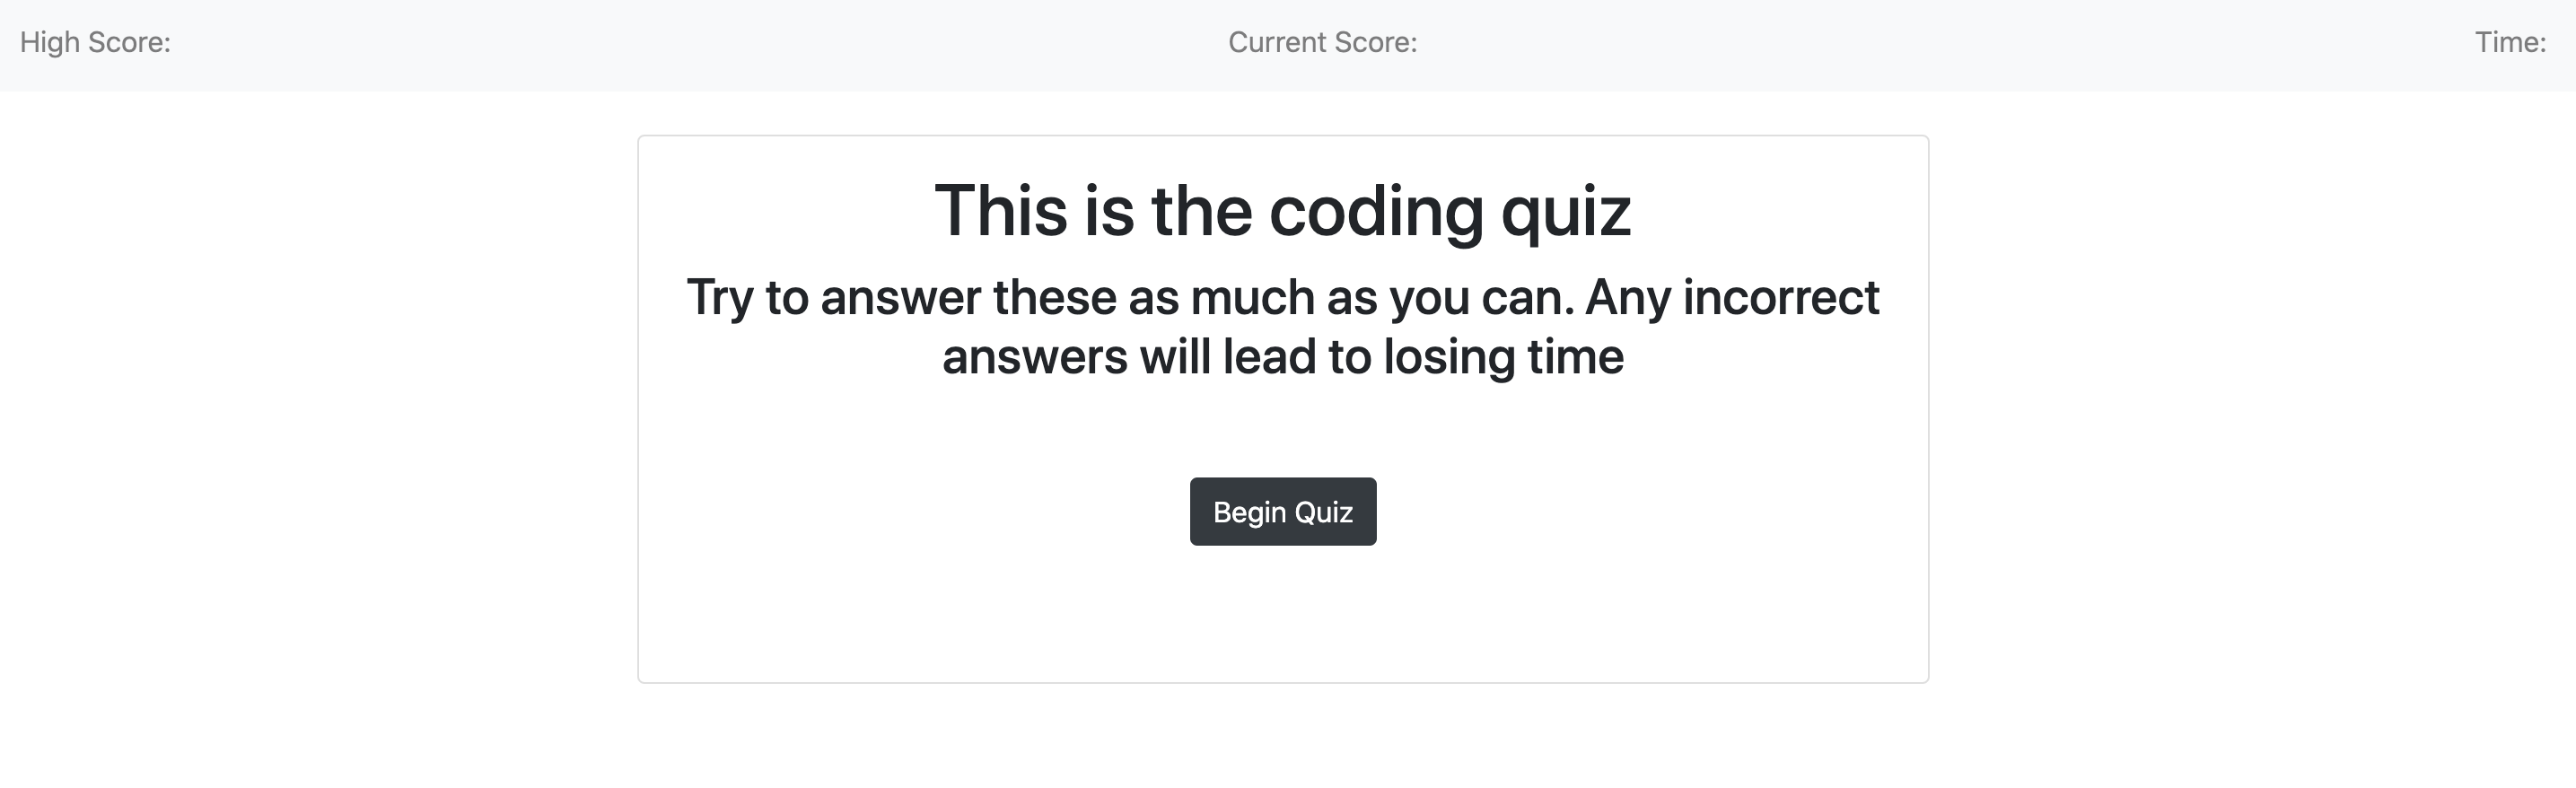 High Score:
Current Score:
Time:
This is the coding quiz
Try to answer these as much as you can. Any incorrect
answers will lead to losing time
Begin Quiz